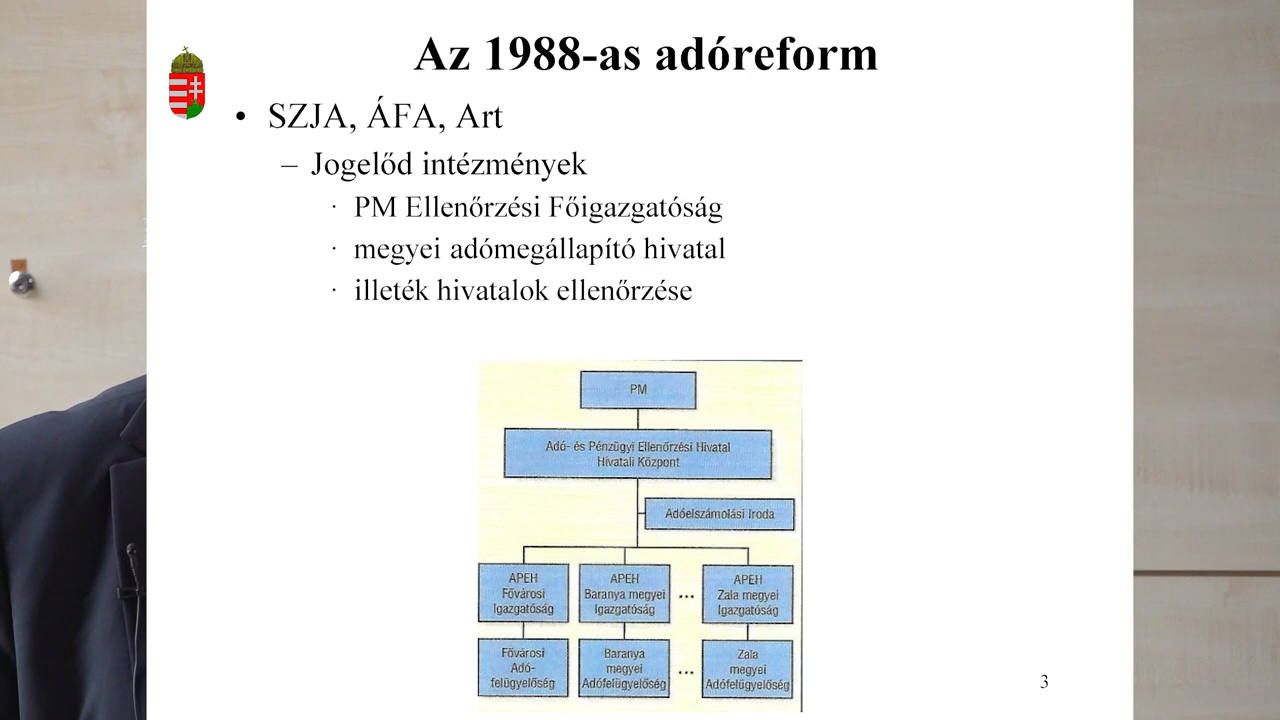 Az 1988-as adóreform
• SZJA, ÁFA, Art
– Jogelőd intézmények
· PM Ellenőrzési Főigazgatóság
· megyei adómegállapító hivatal
· illeték hivatalok ellenőrzése
PM
Adó- és Pénzügyi Ellenőrzési Hivatal
Hivatali Központ
Adóelszámolási Iroda
APEH
Fővárosi
Igazgatóság
APEH
Baranya megyei
Igazgatóság
...
APEH
Zala megyei
Igazgatóság
Fővárosi
Adó-
felügyelőség
Baranya
megyei
Adófelügyelőség
...
Zala
megyei
Adófelügyelőség
3